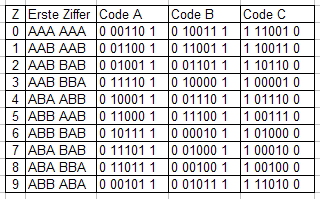 Z Erste Ziffer Code A Code B Code C
0 AAA AAA 0 00110 1 0 10011 1 1 11001 0
1 AAB AAB 0 01100 1 0 11001 1 1 10011 0
2 AAB BAB 0 01001 1 0 01101 1 1 10110 0
3 AAB BBA 0 11110 1 0 10000 1 1 00001 0
4 ABA ABB 0 10001 1 0 01110 1 1 01110 0
5 ABB AAB 0 11000 1 0 11100 1 1 00111 0
6 ABB BAB 0 10111 1 0 00010 1 1 01000 0
7 ABA BAB 0 11101 1 0 01000 1 1 00010 0
8 ABA BBA 0 11011 1 0 00100 1 1 00100 0
9 ABB ABA 0 00101 1 0 01011 1 1 11010 0